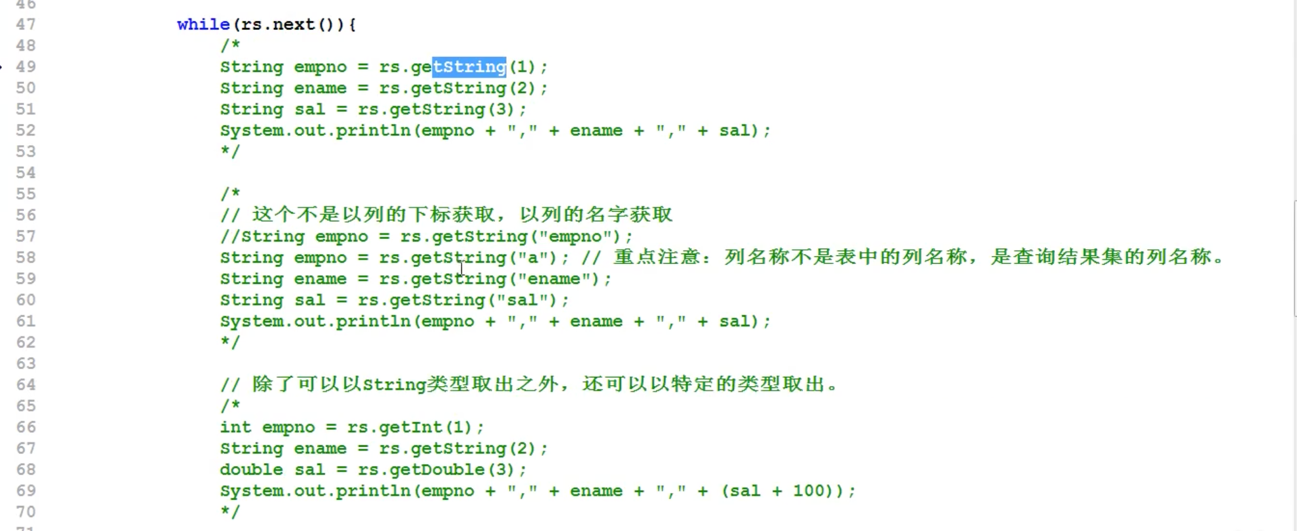 46
47 while(rs.next()){
48 /*
49 String empno = rs.getString(1);
50 String ename = rs.getString(2);
51 String sal = rs.getString(3);
52 System.out.println(empno + "," + ename + "," + sal);
53 */
54
55 /*
56 // 这个不是以列的下标获取，以列的名字获取
57 //String empno = rs.getString("empno");
58 String empno = rs.getString("a"); // 重点注意：列名称不是表中的列名称，是查询结果集的列名称。
59 String ename = rs.getString("ename");
60 String sal = rs.getString("sal");
61 System.out.println(empno + "," + ename + "," + sal);
62 */
63
64 // 除了可以以String类型取出之外，还可以以特定的类型取出。
65 /*
66 int empno = rs.getInt(1);
67 String ename = rs.getString(2);
68 double sal = rs.getDouble(3);
69 System.out.println(empno + "," + ename + "," + (sal + 100));
70 */